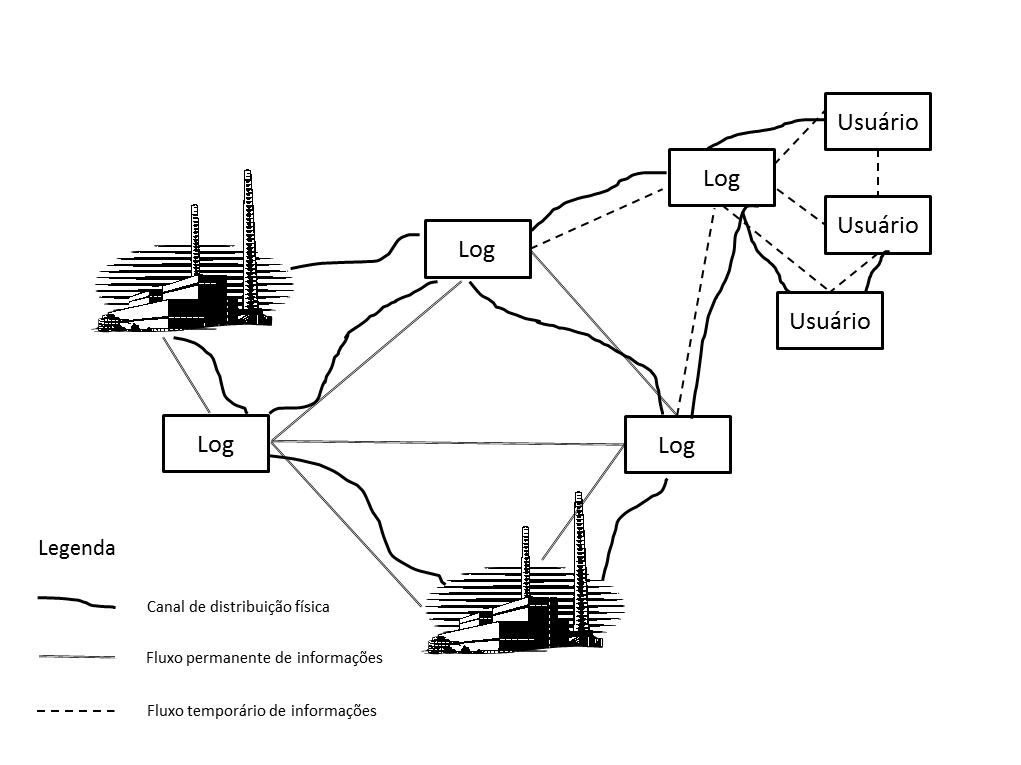 Usuário
Log
Usuário
Log
Usuário
Log
Log
Legenda
Canal de distribuição física
Fluxo permanente de informações
Fluxo temporário de informações